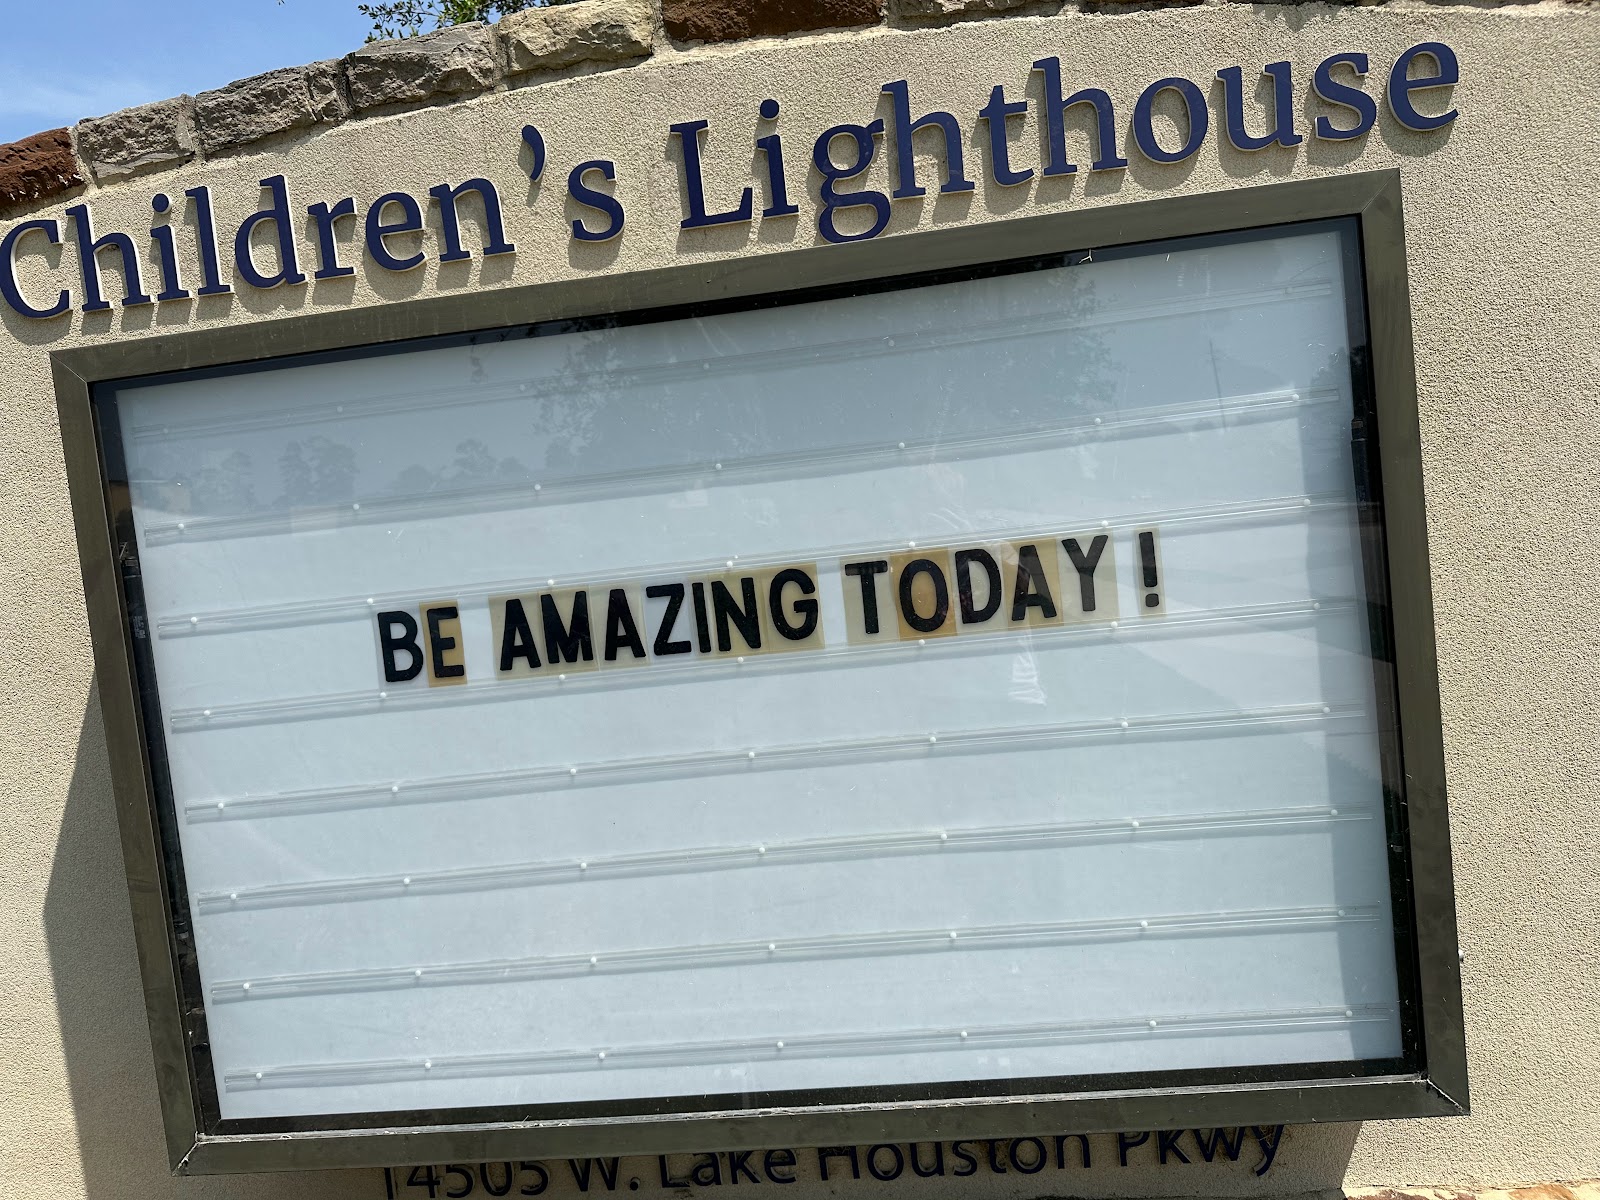 Children's Lighthouse
BE AMAZING TODAY!
14505 W. Lake Houston Pkwy